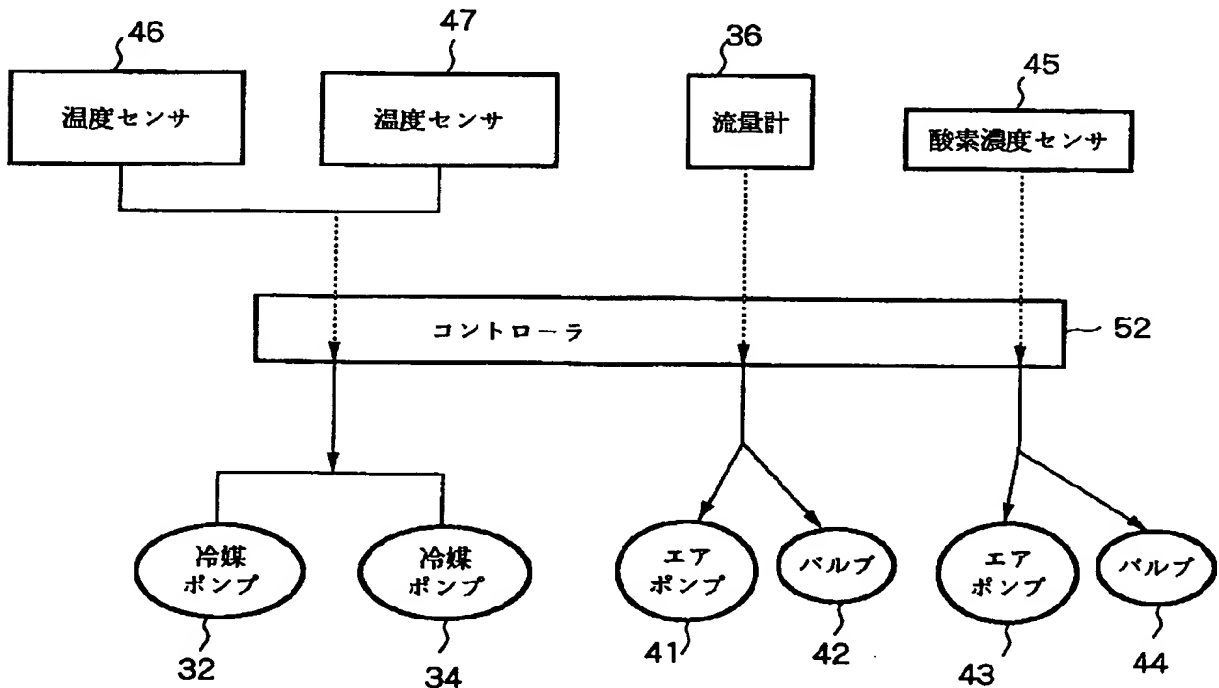 46
47
36
45
温度センサ
温度センサ
流量計
酸素濃度センサ
コントローラ
52
冷媒
ポンプ
冷媒
ポンプ
エア
ポンプ
バルブ
エア
ポンプ
バルブ
32
34
41
42
43
44